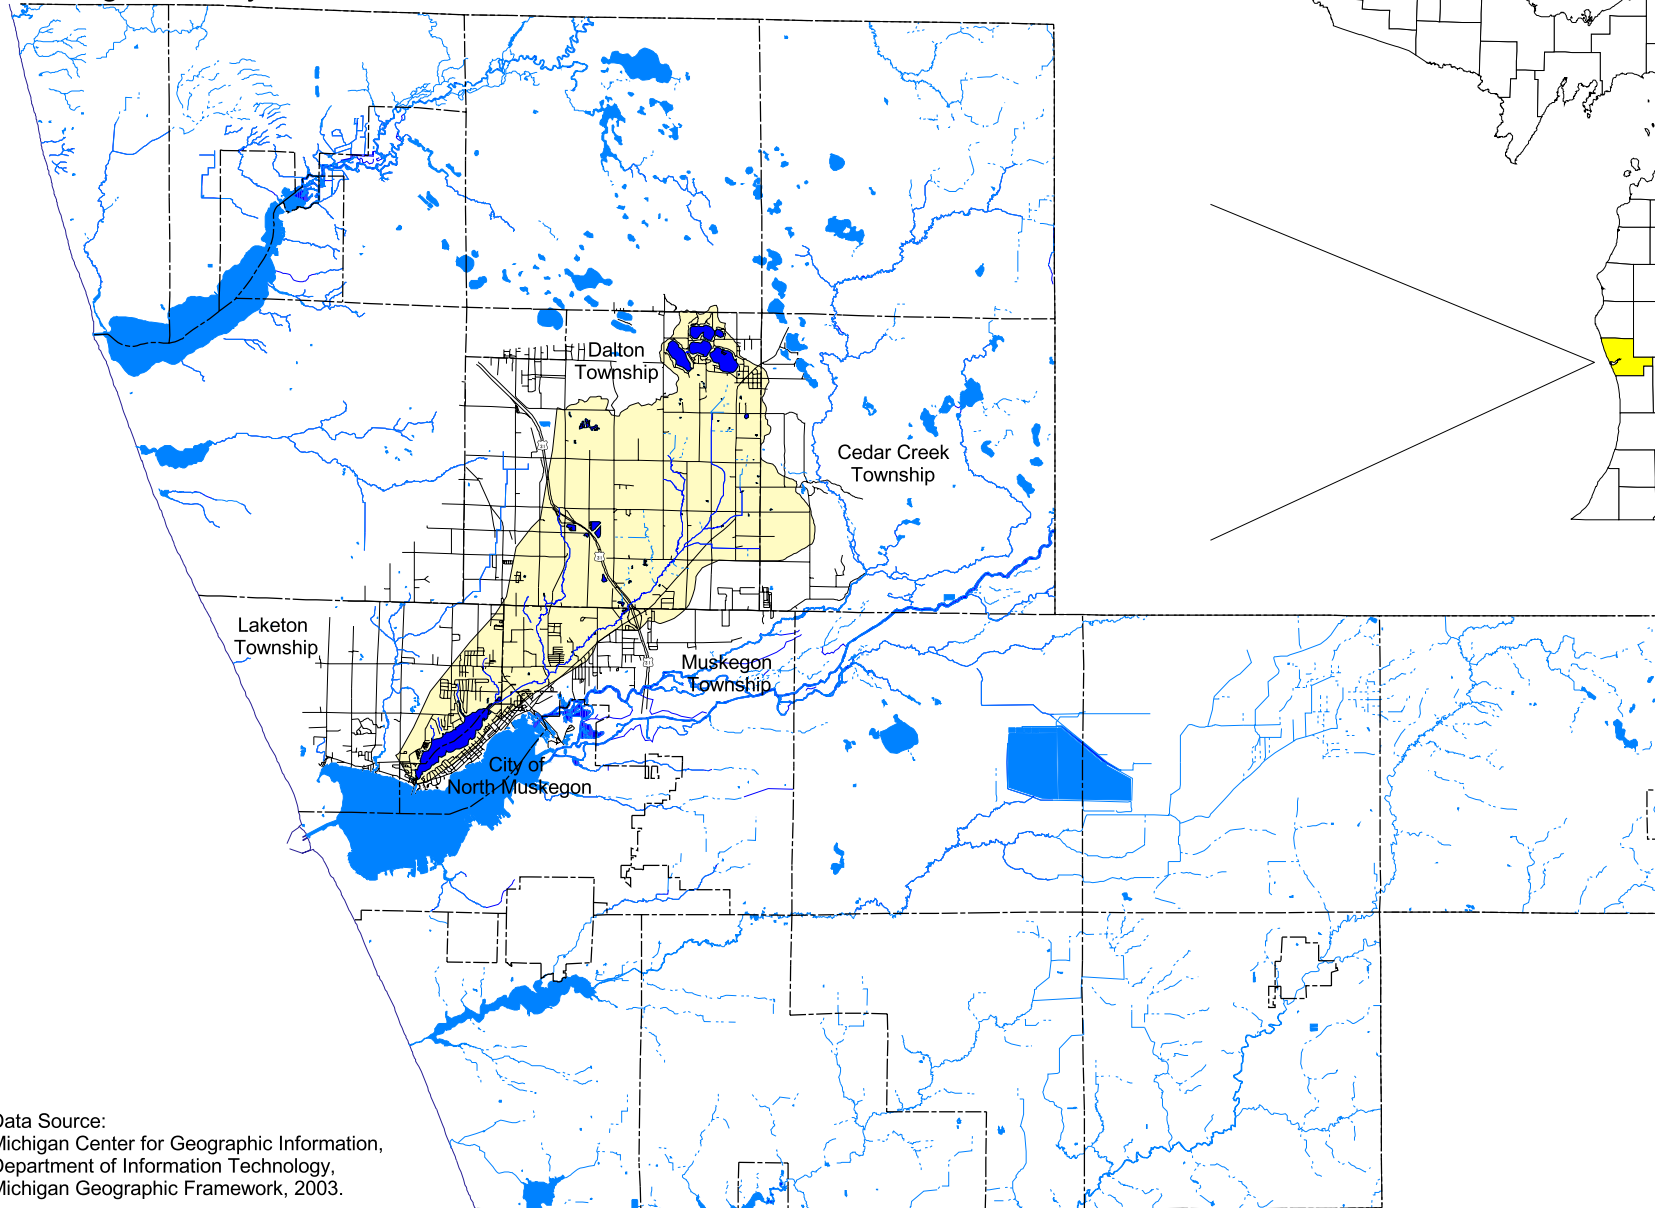 Dalton
Township
Cedar Creek
Township
Laketon
Township
Muskegon
Township
City of
North Muskegon
Data Source:
Michigan Center for Geographic Information,
Department of Information Technology,
Michigan Geographic Framework, 2003.